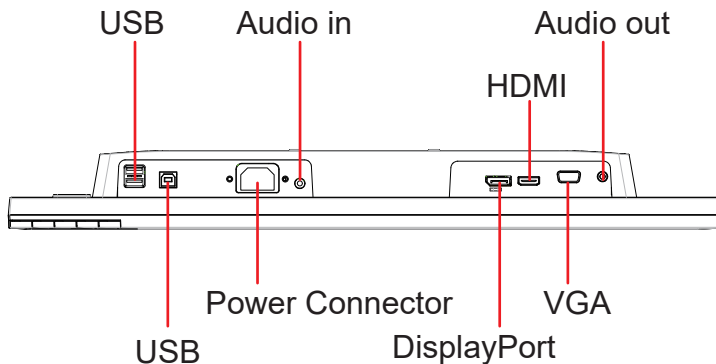 USB
Audio in
Audio out
HDMI
Power Connector
VGA
USB
DisplayPort